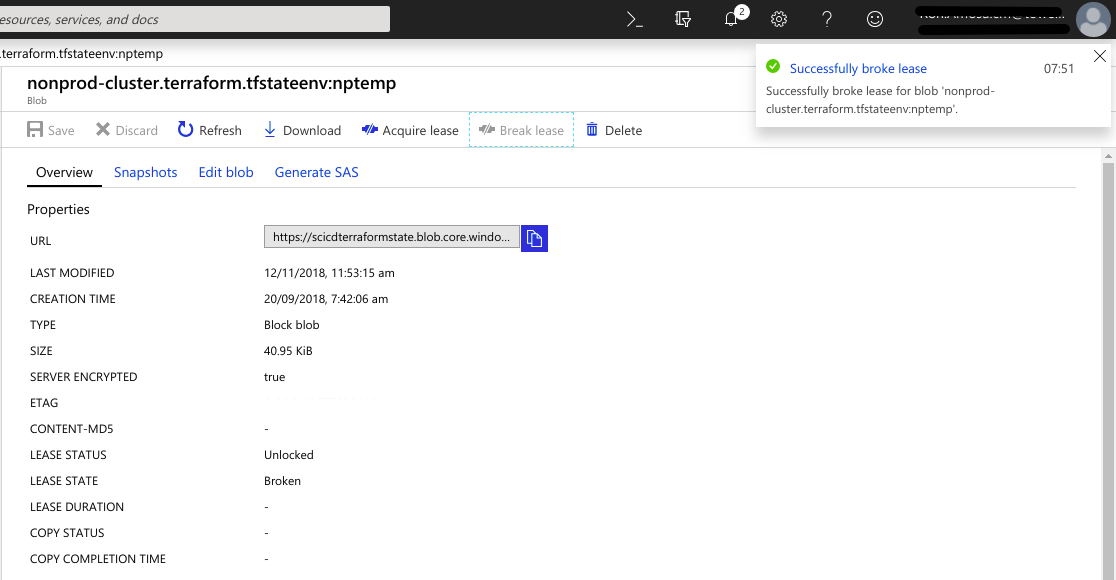 esources, services, and docs
2
.terraform.tfstateenv:nptemp
nonprod-cluster.terraform.tfstateenv:nptemp
Blob
Successfully broke lease
07:51
Successfully broke lease for blob 'nonprod-
cluster.terraform.tfstateenv:nptemp'.
Save Discard Refresh Download Acquire lease Break lease Delete
Overview Snapshots Edit blob Generate SAS
Properties
URL https://scicdterraformstate.blob.core.windo...
LAST MODIFIED 12/11/2018, 11:53:15 am
CREATION TIME 20/09/2018, 7:42:06 am
TYPE Block blob
SIZE 40.95 KiB
SERVER ENCRYPTED true
ETAG
CONTENT-MD5 -
LEASE STATUS Unlocked
LEASE STATE Broken
LEASE DURATION -
COPY STATUS -
COPY COMPLETION TIME -